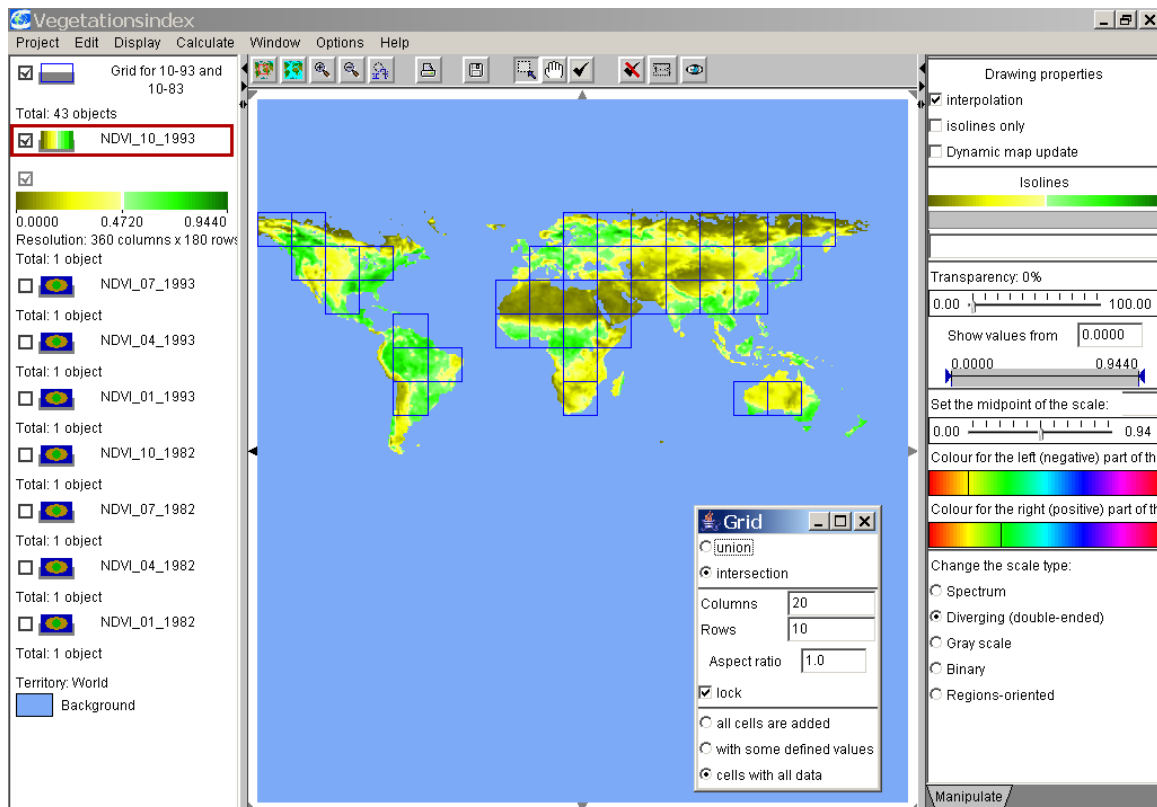 Vegetationsindex
Project Edit Display Calculate Window Options Help
Grid for 10-93 and
10-83
Total: 43 objects
NDVI_10_1993
0.0000 0.4720 0.9440
Resolution: 360 columns x 180 rows
Total: 1 object
NDVI_07_1993
Total: 1 object
NDVI_04_1993
Total: 1 object
NDVI_01_1993
Total: 1 object
NDVI_10_1982
Total: 1 object
NDVI_07_1982
Total: 1 object
NDVI_04_1982
Total: 1 object
NDVI_01_1982
Total: 1 object
Territory: World
Background
Grid
union
intersection
Columns 20
Rows 10
Aspect ratio 1.0
lock
all cells are added
with some defined values
cells with all data
Drawing properties
interpolation
isolines only
Dynamic map update
Isolines
Transparency: 0%
0.00 100.00
Show values from 0.0000
0.0000 0.9440
Set the midpoint of the scale:
0.00 0.94
Colour for the left (negative) part of th
Colour for the right (positive) part of th
Change the scale type:
Spectrum
Diverging (double-ended)
Gray scale
Binary
Regions-oriented
Manipulate